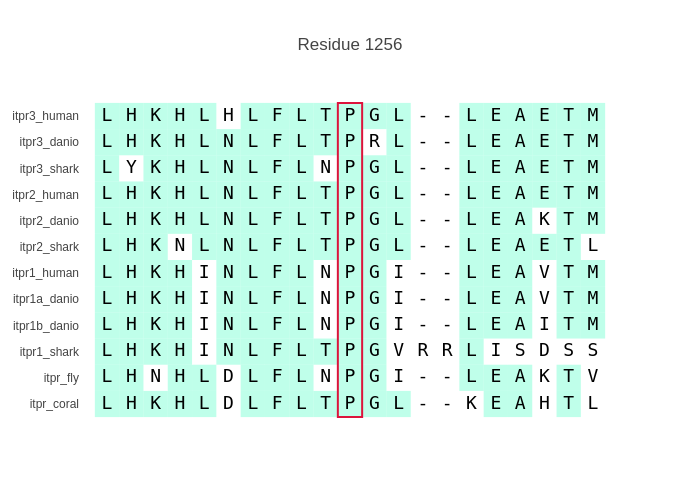 Residue 1256
itpr3_human L H K H L H L F L T P G L - - L E A E T M
itpr3_danio L H K H L N L F L T P R L - - L E A E T M
itpr3_shark L Y K H L N L F L N P G L - - L E A E T M
itpr2_human L H K H L N L F L T P G L - - L E A E T M
itpr2_danio L H K H L N L F L T P G L - - L E A K T M
itpr2_shark L H K N L N L F L T P G L - - L E A E T L
itpr1_human L H K H I N L F L N P G I - - L E A V T M
itpr1a_danio L H K H I N L F L N P G I - - L E A V T M
itpr1b_danio L H K H I N L F L N P G I - - L E A I T M
itpr1_shark L H K H I N L F L T P G V R R L I S D S S
itpr_fly L H N H L D L F L N P G I - - L E A K T V
itpr_coral L H K H L D L F L T P G L - - K E A H T L